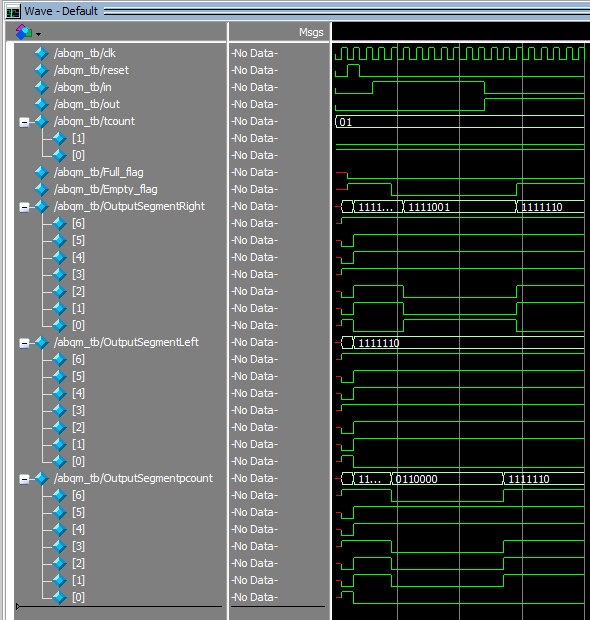 Wave - Default
Msgs
/abqm_tb/clk -No Data-
/abqm_tb/reset -No Data-
/abqm_tb/in -No Data-
/abqm_tb/out -No Data-
/abqm_tb/tcount -No Data- 01
[1] -No Data-
[0] -No Data-
/abqm_tb/Full_flag -No Data-
/abqm_tb/Empty_flag -No Data-
/abqm_tb/OutputSegmentRight -No Data- 1111... 1111001 1111110
[6] -No Data-
[5] -No Data-
[4] -No Data-
[3] -No Data-
[2] -No Data-
[1] -No Data-
[0] -No Data-
/abqm_tb/OutputSegmentLeft -No Data- 1111110
[6] -No Data-
[5] -No Data-
[4] -No Data-
[3] -No Data-
[2] -No Data-
[1] -No Data-
[0] -No Data-
/abqm_tb/OutputSegmentpcount -No Data- 11... 0110000 1111110
[6] -No Data-
[5] -No Data-
[4] -No Data-
[3] -No Data-
[2] -No Data-
[1] -No Data-
[0] -No Data-